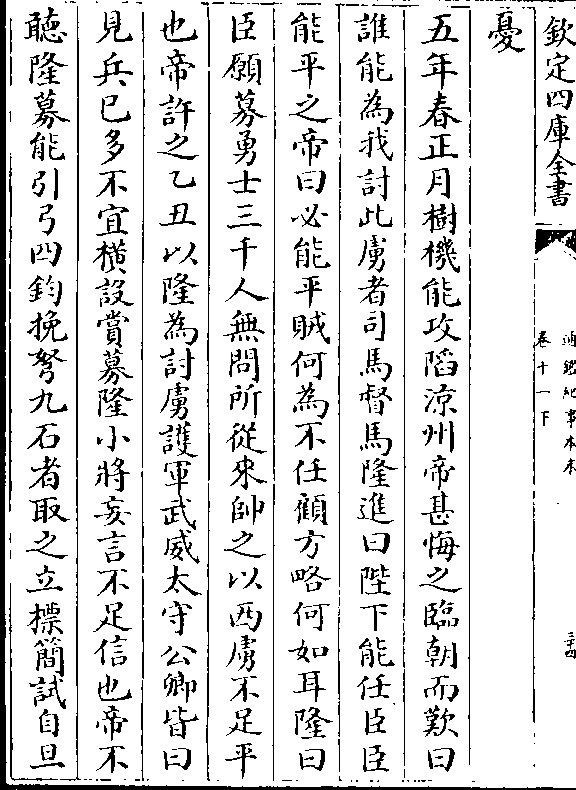 欽定四庫全書
通鑑紀事本末
卷十一下
三十四
憂
五年春正月樹機能攻陷涼州帝甚悔之臨朝而歎曰
誰能為我討此虜者司馬督馬隆進曰陛下能任臣臣
能平之帝曰必能平賊何為不任顧方略何如耳隆曰
臣願募勇士三千人無問所從來帥之以西虜不足平
也帝許之乙丑以隆為討虜護軍武威太守公卿皆曰
見兵已多不宜橫設賞募隆小將妄言不足信也帝不
聽隆募能引弓四鈞挽弩九石者取之立標簡試自旦